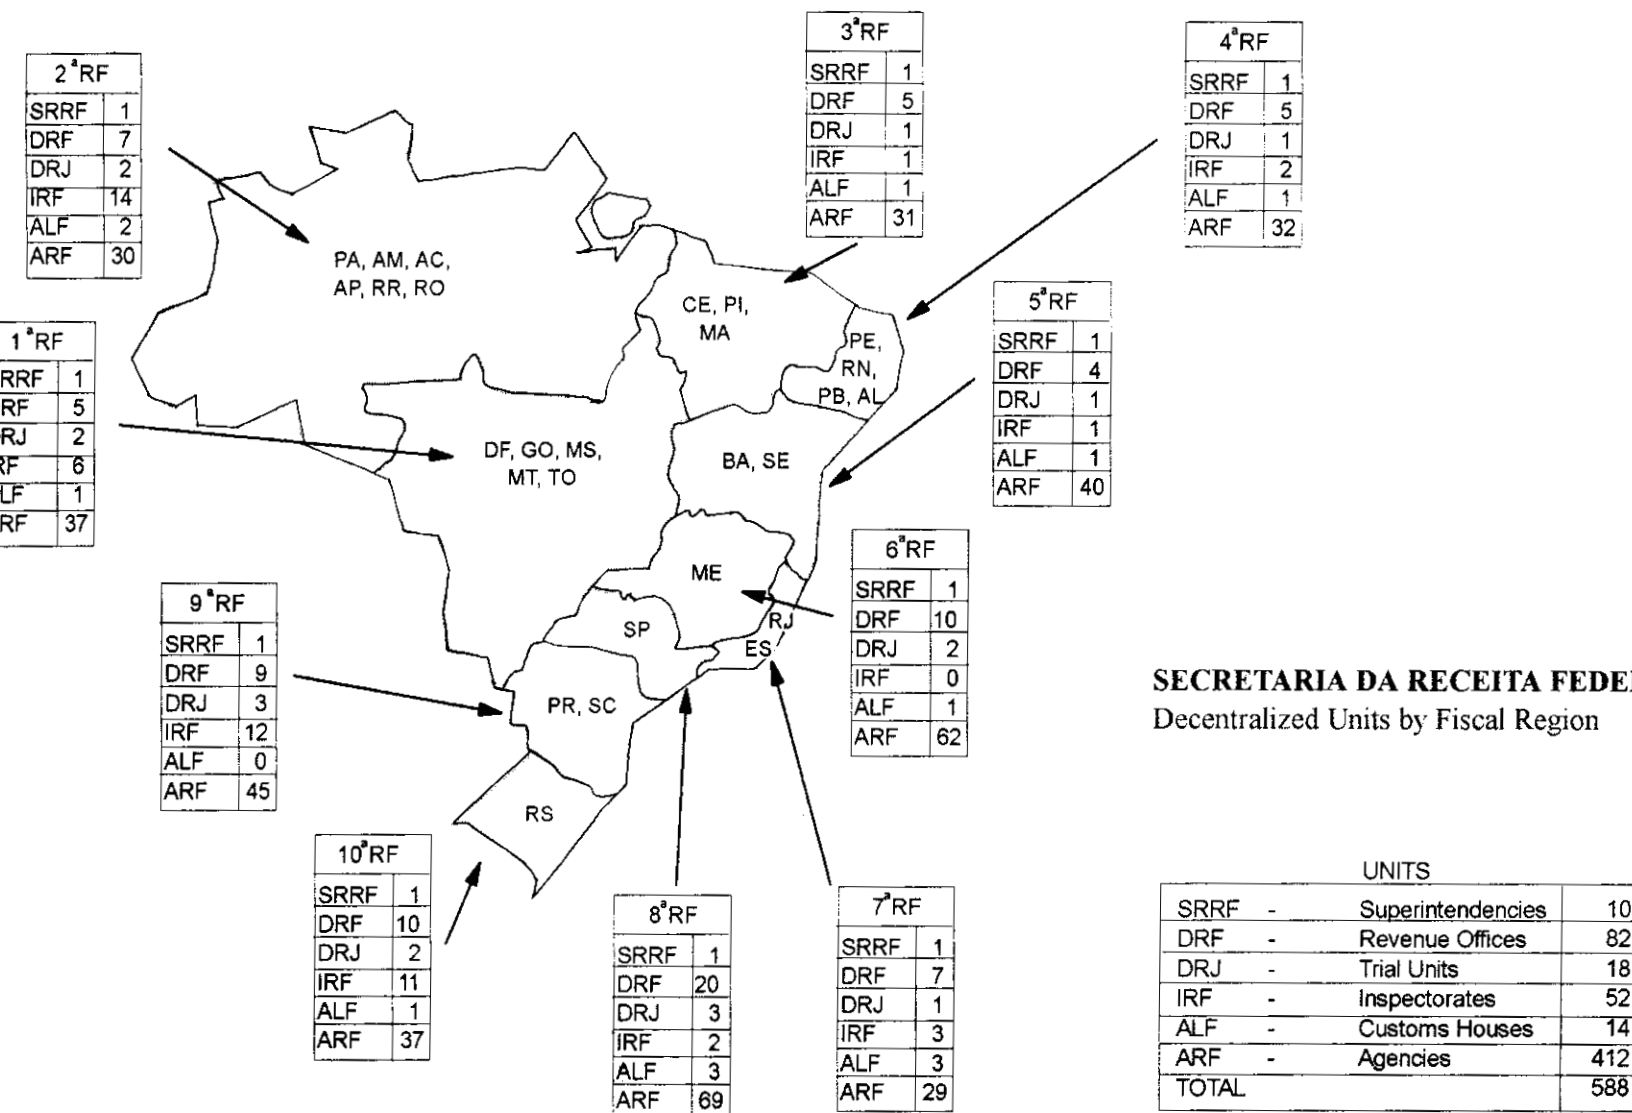 3ªRF
SRRF 1
DRF 5
DRJ 1
IRF 1
ALF 1
ARF 31
4ªRF
SRRF 1
DRF 5
DRJ 1
IRF 2
ALF 1
ARF 32
2ªRF
SRRF 1
DRF 7
DRJ 2
IRF 14
ALF 2
ARF 30
PA, AM, AC,
AP, RR, RO
CE, PI,
MA
PE,
RN,
PB, AL
5ªRF
SRRF 1
DRF 4
DRJ 1
IRF 1
ALF 1
ARF 40
1ªRF
RRF 1
RF 5
RJ 2
RF 6
LF 1
RF 37
DF, GO, MS,
MT, TO
BA, SE
6ªRF
SRRF 1
DRF 10
DRJ 2
IRF 0
ALF 1
ARF 62
ME
RJ
SP
ES
9ªRF
SRRF 1
DRF 9
DRJ 3
IRF 12
ALF 0
ARF 45
PR, SC
RS
SECRETARIA DA RECEITA FEDE
Decentralized Units by Fiscal Region
10ªRF
SRRF 1
DRF 10
DRJ 2
IRF 11
ALF 1
ARF 37
8ªRF
SRRF 1
DRF 20
DRJ 3
IRF 2
ALF 3
ARF 69
7ªRF
SRRF 1
DRF 7
DRJ 1
IRF 3
ALF 3
ARF 29
UNITS
SRRF - Superintendencies 10
DRF - Revenue Offices 82
DRJ - Trial Units 18
IRF - Inspectorates 52
ALF - Customs Houses 14
ARF - Agencies 412
TOTAL 588